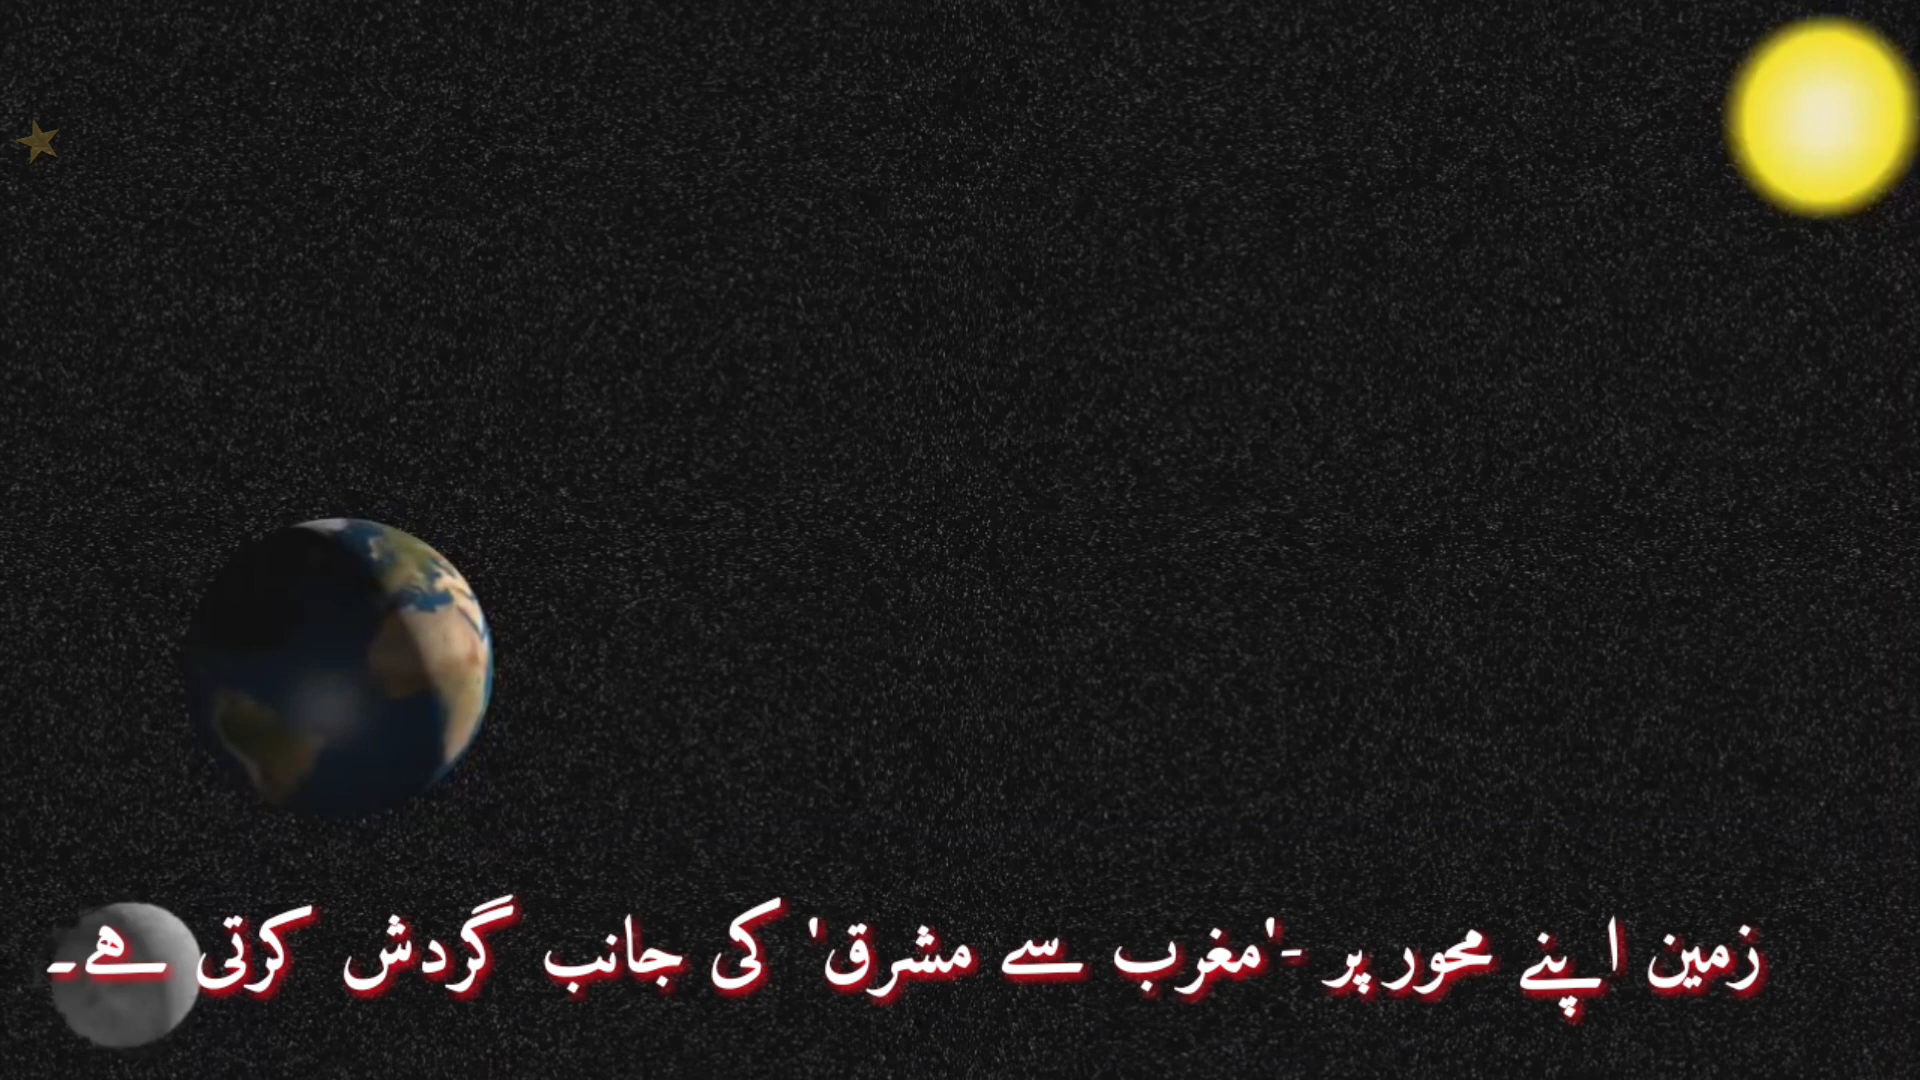 زمین اپنے محور پر -'مغرب سے مشرق' کی جانب گردش کرتی ہے۔